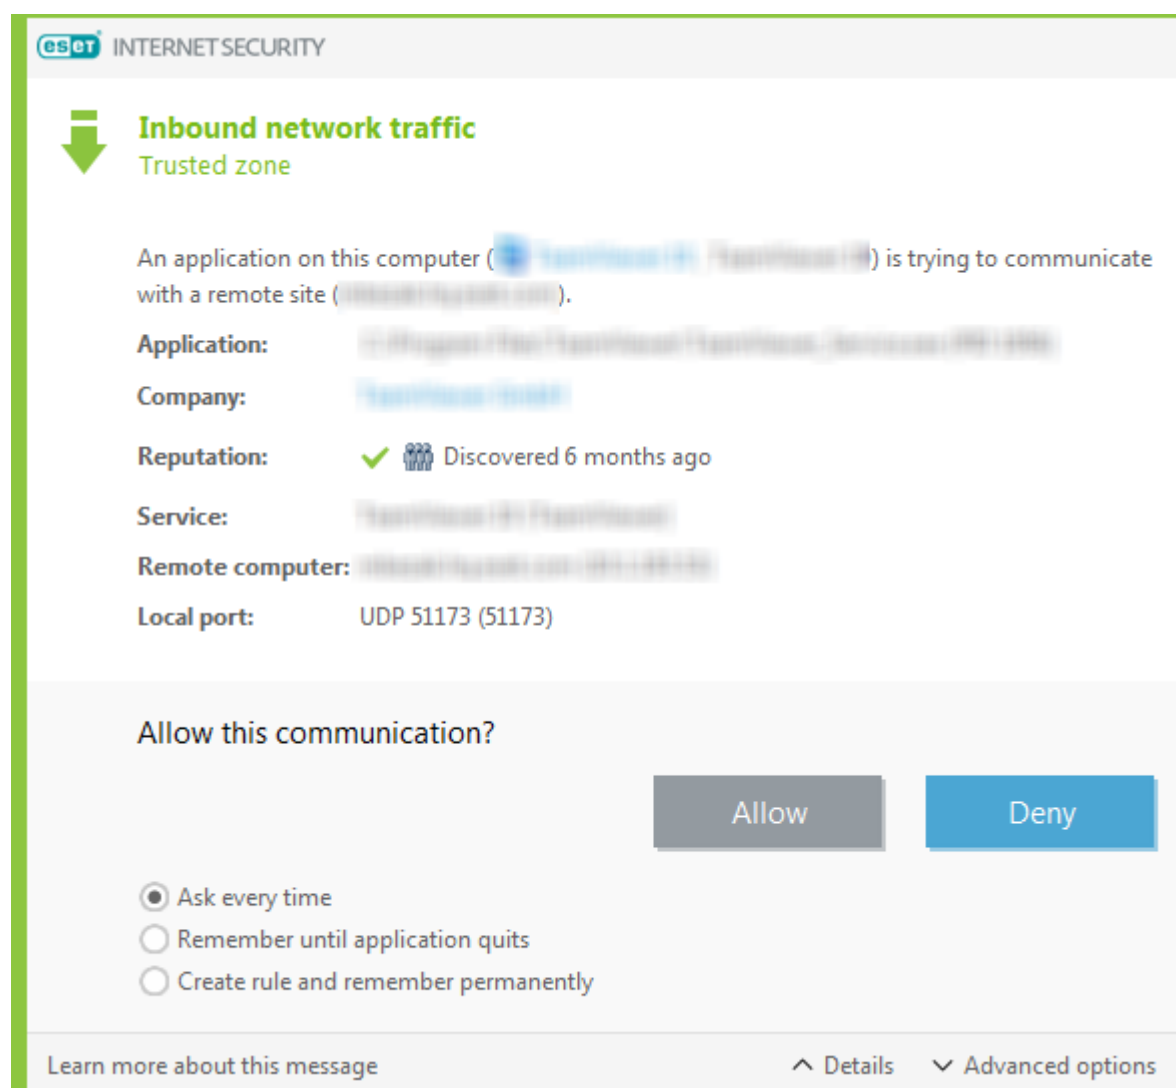 eseT INTERNET SECURITY
Inbound network traffic
Trusted zone
An application on this computer ( ) is trying to communicate
with a remote site ( ).
Application:
Company:
Reputation: Discovered 6 months ago
Service:
Remote computer:
Local port: UDP 51173 (51173)
Allow this communication?
Allow Deny
Ask every time
Remember until application quits
Create rule and remember permanently
Learn more about this message Details Advanced options